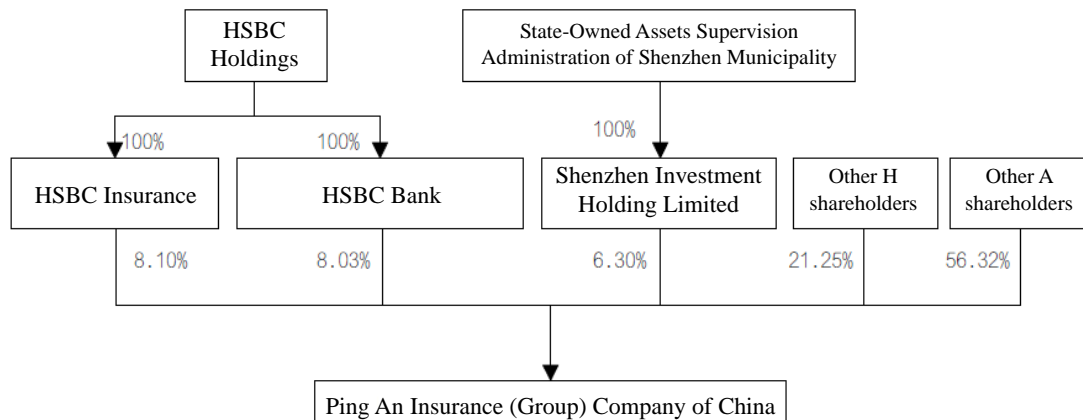 HSBC
Holdings
State-Owned Assets Supervision
Administration of Shenzhen Municipality
100%
100%
100%
HSBC Insurance
HSBC Bank
Shenzhen Investment
Holding Limited
Other H
shareholders
Other A
shareholders
8.10%
8.03%
6.30%
21.25%
56.32%
Ping An Insurance (Group) Company of China